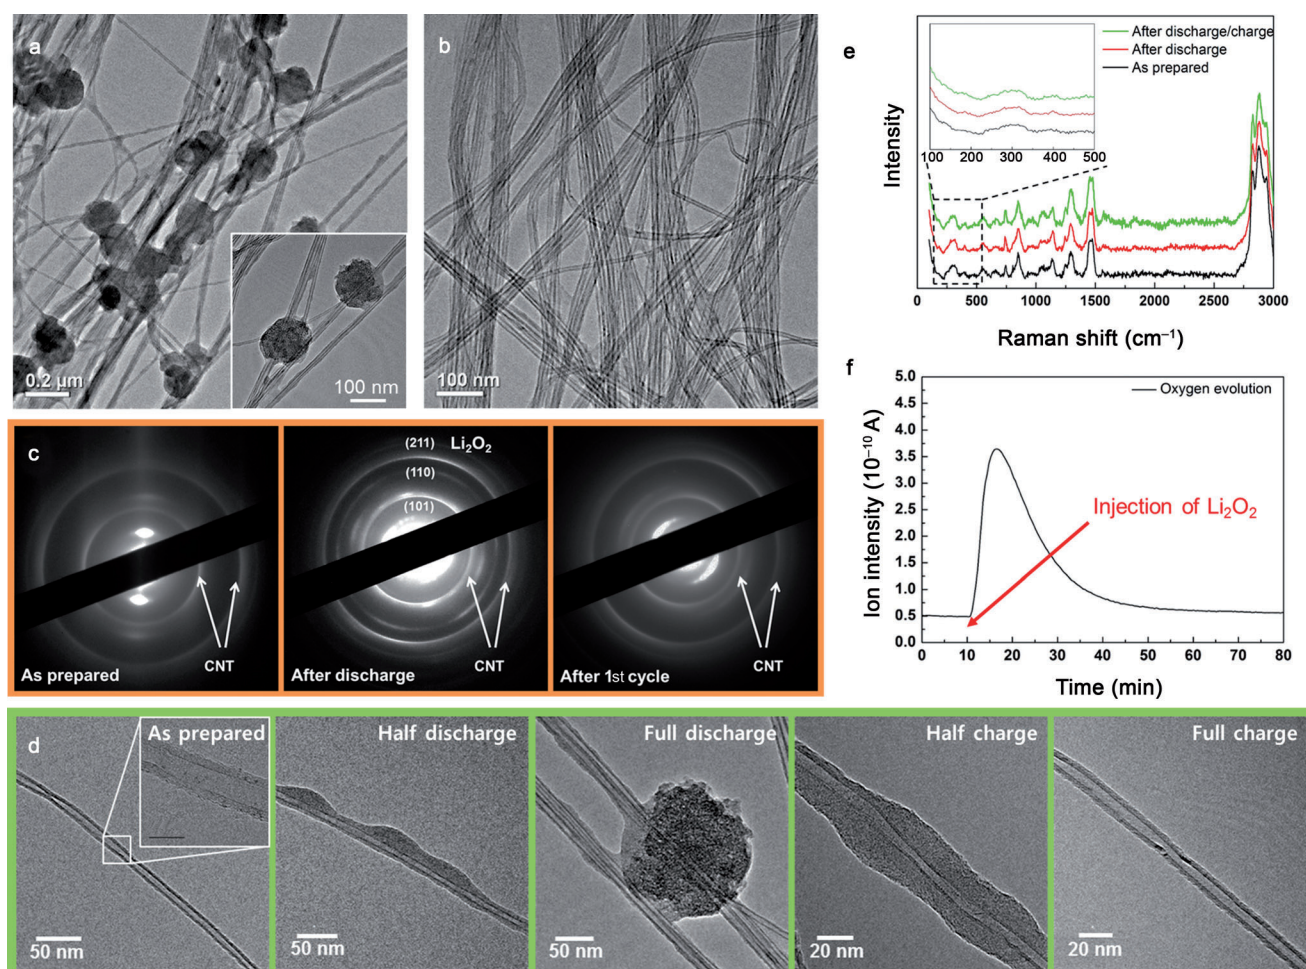 a
0.2 µm
100 nm
b
100 nm
c
As prepared
CNT
(211) Li₂O₂
(110)
(101)
After discharge
CNT
After 1st cycle
CNT
d
As prepared
50 nm
Half discharge
50 nm
Full discharge
50 nm
Half charge
20 nm
Full charge
20 nm
e
After discharge/charge
After discharge
As prepared
100 200 300 400 500
Intensity
0 500 1000 1500 2000 2500 3000
Raman shift (cm⁻¹)
f
Oxygen evolution
Injection of Li₂O₂
Ion intensity (10⁻¹⁰ A)
5.0
4.5
4.0
3.5
3.0
2.5
2.0
1.5
1.0
0.5
0.0
0 10 20 30 40 50 60 70 80
Time (min)